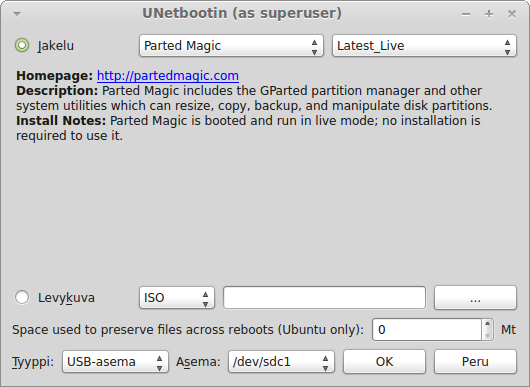 UNetbootin (as superuser)
Jakelu Parted Magic Latest_Live
Homepage: http://partedmagic.com
Description: Parted Magic includes the GParted partition manager and other
system utilities which can resize, copy, backup, and manipulate disk partitions.
Install Notes: Parted Magic is booted and run in live mode; no installation is
required to use it.
Levykuva ISO ...
Space used to preserve files across reboots (Ubuntu only): 0 Mt
Tyyppi: USB-asema Asema: /dev/sdc1 OK Peru